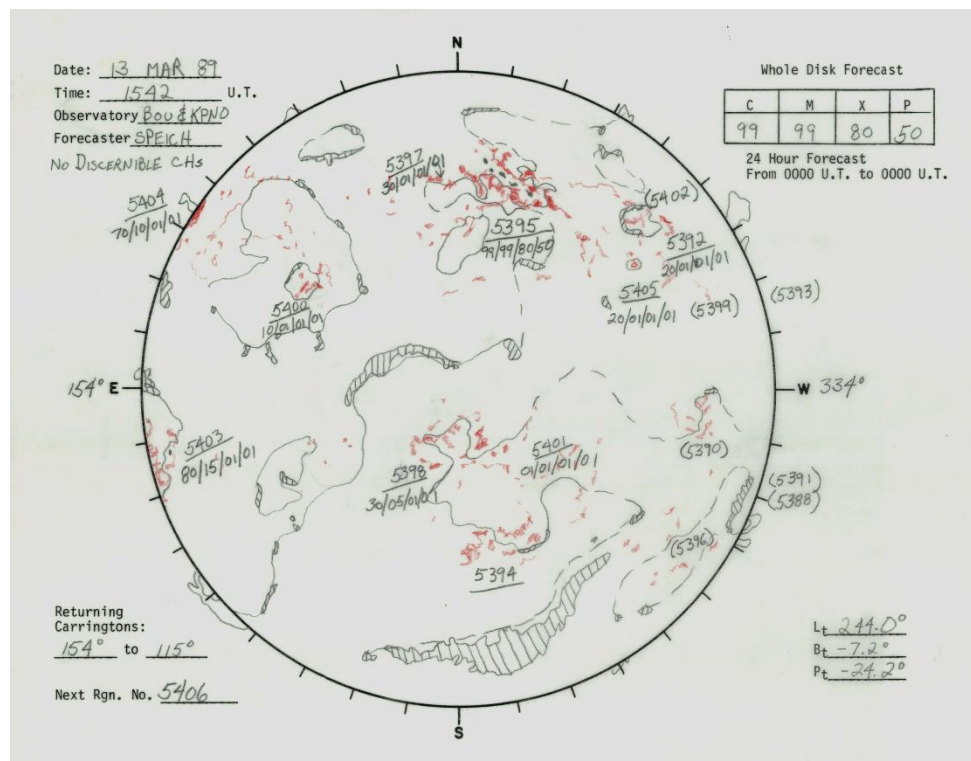 N
Date: 13 MAR 89
Time: 1542 U.T.
Observatory BOU & KPNO
Forecaster SPEICH
NO DISCERNIBLE CHs
Whole Disk Forecast
C M X P
99 99 80 50
24 Hour Forecast
From 0000 U.T. to 0000 U.T.
5397
30/01/01/01
5404
70/10/01/01
(5402)
5395
99/99/80/50
5392
20/01/01/01
5405
20/01/01/01
(5399)
(5393)
5400
10/01/01/01
154° E
W 334°
5403
80/15/01/01
5401
01/01/01/01
(5390)
5398
30/05/01/01
(5391)
(5388)
(5396)
5394
Returning
Carringtons:
154° to 115°
Next Rgn. No. 5406
Lt 244.0°
Bt -7.2°
Pt -24.2°
S